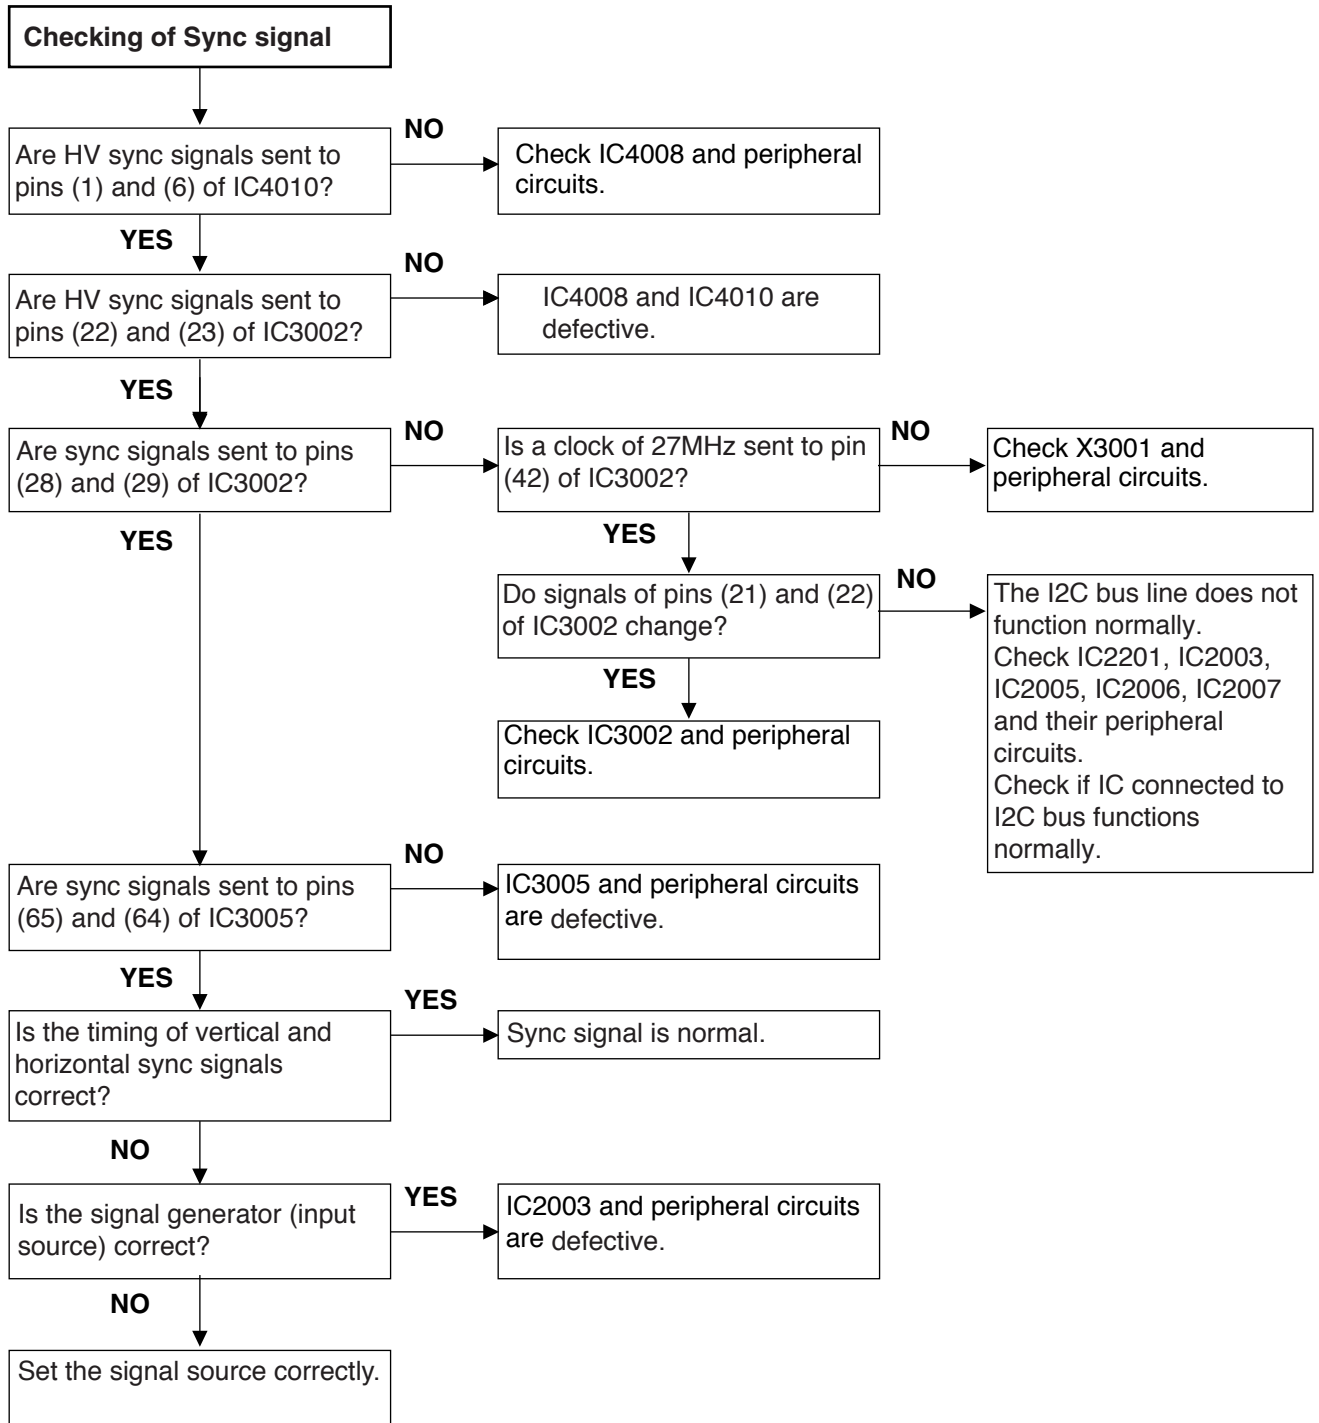 Checking of Sync signal
NO
Are HV sync signals sent to
pins (1) and (6) of IC4010?
Check IC4008 and peripheral
circuits.
YES
NO
Are HV sync signals sent to
pins (22) and (23) of IC3002?
IC4008 and IC4010 are
defective.
YES
NO
NO
Are sync signals sent to pins
(28) and (29) of IC3002?
Is a clock of 27MHz sent to pin
(42) of IC3002?
Check X3001 and
peripheral circuits.
YES
YES
NO
Do signals of pins (21) and (22)
of IC3002 change?
The I2C bus line does not
function normally.
Check IC2201, IC2003,
IC2005, IC2006, IC2007
and their peripheral
circuits.
Check if IC connected to
I2C bus functions
normally.
YES
Check IC3002 and peripheral
circuits.
NO
Are sync signals sent to pins
(65) and (64) of IC3005?
IC3005 and peripheral circuits
are defective.
YES
YES
Is the timing of vertical and
horizontal sync signals
correct?
Sync signal is normal.
NO
YES
Is the signal generator (input
source) correct?
IC2003 and peripheral circuits
are defective.
NO
Set the signal source correctly.